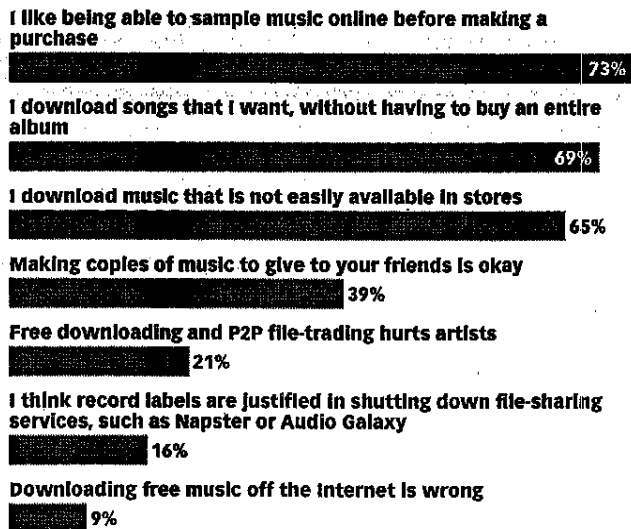 I like being able to sample music online before making a
purchase
73%
I download songs that I want, without having to buy an entire
album
69%
I download music that is not easily available in stores
65%
Making copies of music to give to your friends is okay
39%
Free downloading and P2P file-trading hurts artists
21%
I think record labels are justified in shutting down file-sharing
services, such as Napster or Audio Galaxy
16%
Downloading free music off the Internet is wrong
9%